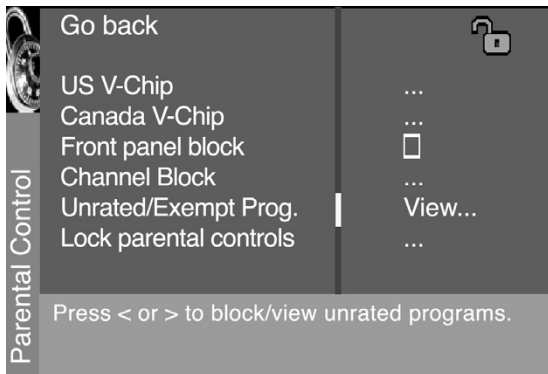 Go back
US V-Chip ...
Canada V-Chip ...
Front panel block
Channel Block ...
Unrated/Exempt Prog. View...
Lock parental controls ...
Parental Control
Press < or > to block/view unrated programs.